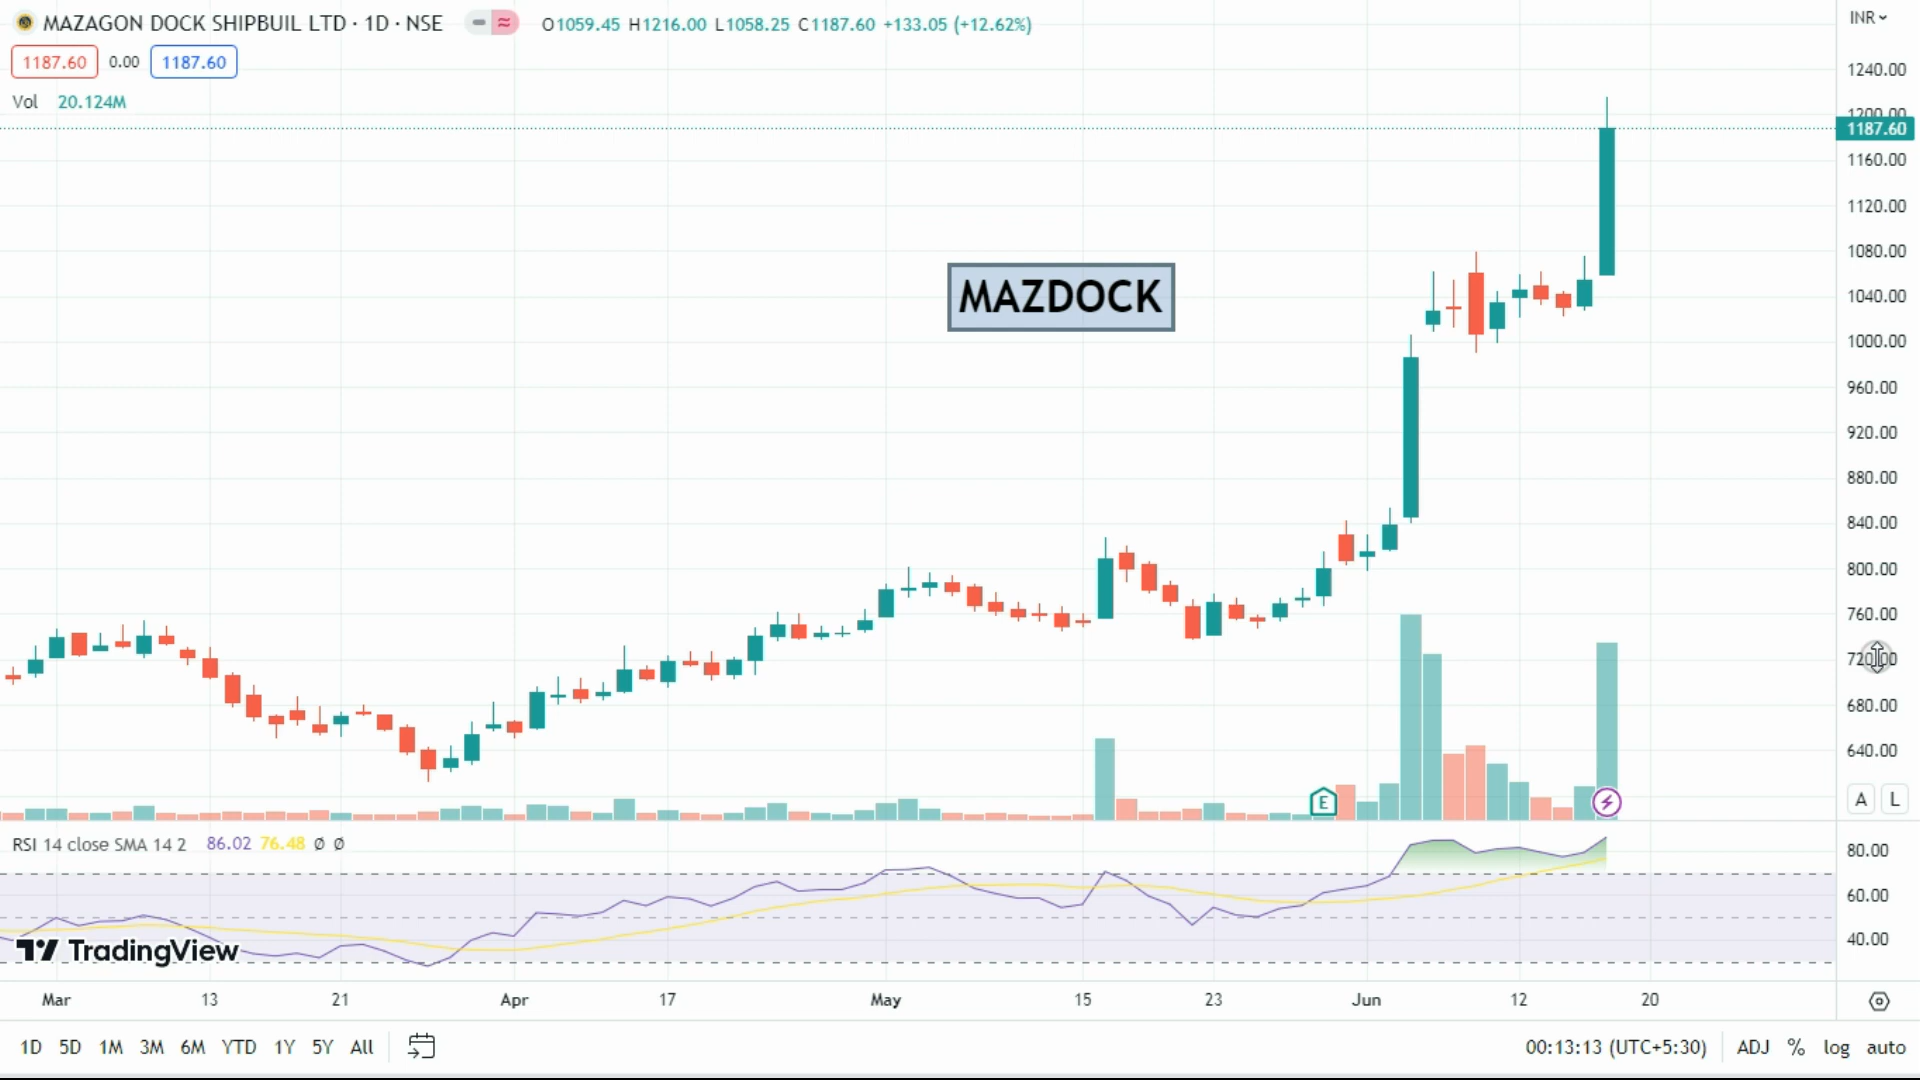 MAZAGON DOCK SHIPBUIL LTD · 1D · NSE O1059.45 H1216.00 L1058.25 C1187.60 +133.05 (+12.62%)
INR
1187.60 0.00 1187.60
Vol 20.124M
1240.00
1200.00
1187.60
1160.00
1120.00
1080.00
1040.00
1000.00
960.00
920.00
880.00
840.00
800.00
760.00
720.00
680.00
640.00
MAZDOCK
E
A L
RSI 14 close SMA 14 2 86.02 76.48 Ø Ø
80.00
60.00
40.00
TradingView
Mar 13 21 Apr 17 May 15 23 Jun 12 20
1D 5D 1M 3M 6M YTD 1Y 5Y All 00:13:13 (UTC+5:30) ADJ % log auto